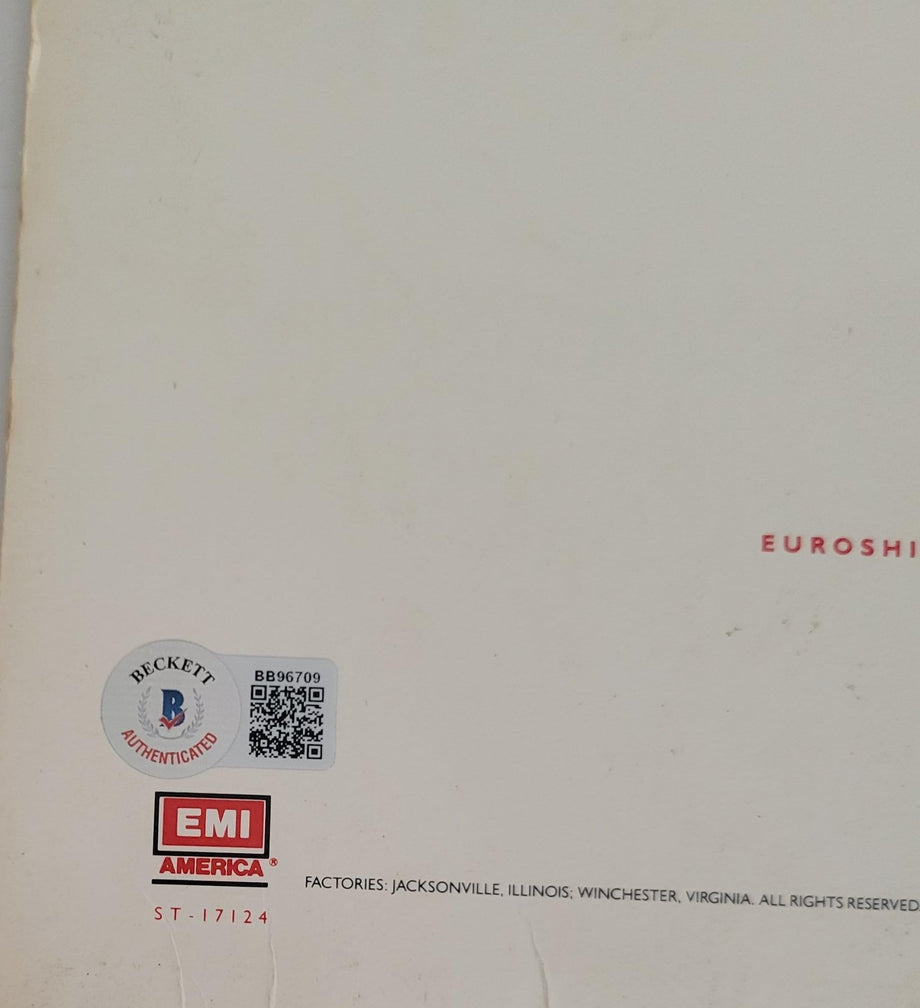 EUROSHI
BECKETT
B
AUTHENTICATED
BB96709
EMI
AMERICA®
FACTORIES: JACKSONVILLE, ILLINOIS; WINCHESTER, VIRGINIA. ALL RIGHTS RESERVED.
ST-17124